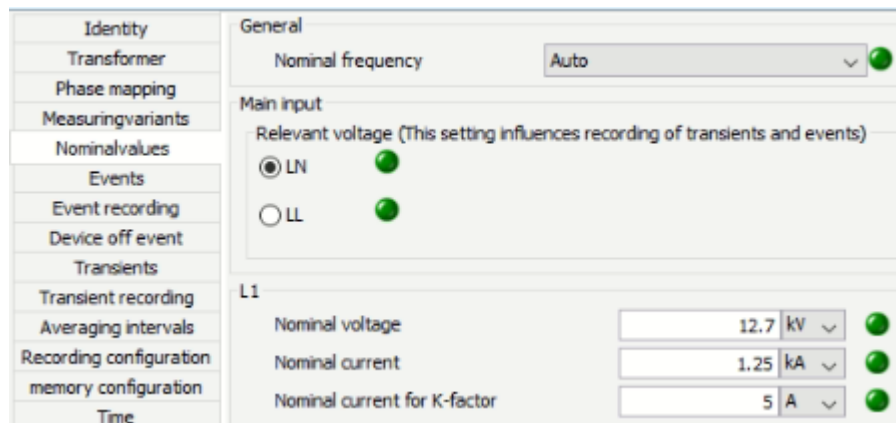 Identity
Transformer
Phase mapping
Measuringvariants
Nominalvalues
Events
Event recording
Device off event
Transients
Transient recording
Averaging intervals
Recording configuration
memory configuration
Time
General
Nominal frequency Auto
Main input
Relevant voltage (This setting influences recording of transients and events)
LN
LL
L1
Nominal voltage 12.7 kV
Nominal current 1.25 kA
Nominal current for K-factor 5 A